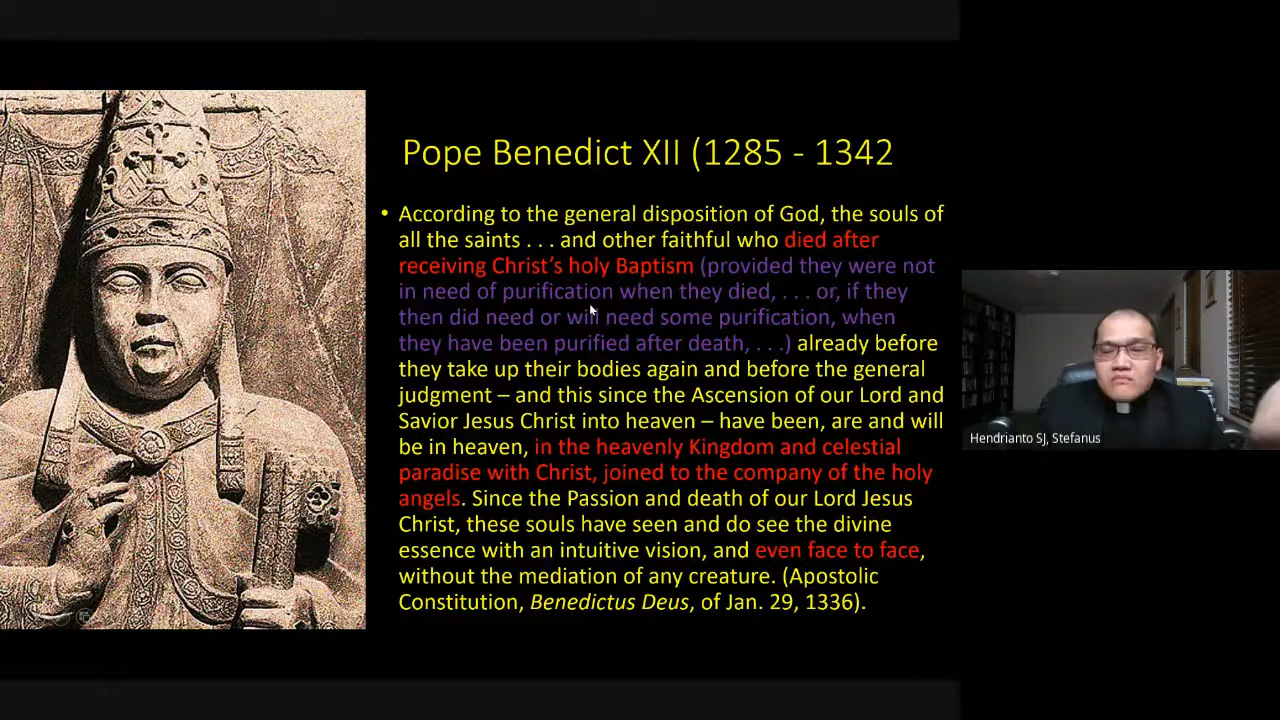 Pope Benedict XII (1285 - 1342
• According to the general disposition of God, the souls of
all the saints . . . and other faithful who died after
receiving Christ’s holy Baptism (provided they were not
in need of purification when they died, . . . or, if they
then did need or will need some purification, when
they have been purified after death, . . .) already before
they take up their bodies again and before the general
judgment – and this since the Ascension of our Lord and
Savior Jesus Christ into heaven – have been, are and will
be in heaven, in the heavenly Kingdom and celestial
paradise with Christ, joined to the company of the holy
angels. Since the Passion and death of our Lord Jesus
Christ, these souls have seen and do see the divine
essence with an intuitive vision, and even face to face,
without the mediation of any creature. (Apostolic
Constitution, Benedictus Deus, of Jan. 29, 1336).
Hendrianto SJ, Stefanus